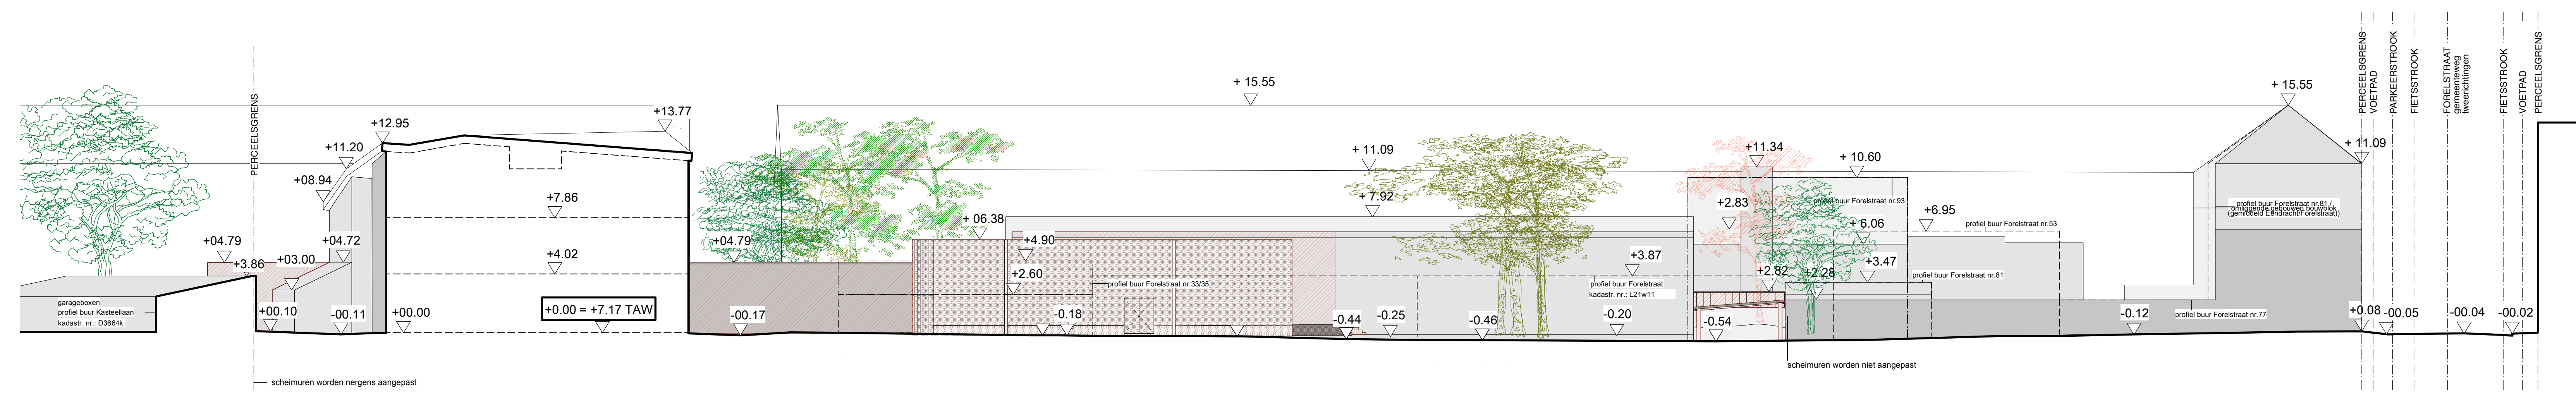 PERCEELSGRENS
+04.79
+3.86
+03.00
+00.10
+08.94
+11.20
+12.95
+04.72
-00.11
+00.00
garageboxen
profiel buur Kasteellaan
kadastr. nr.: D3664k
scheimuren worden nergens aangepast
+7.86
+4.02
+0.00 = +7.17 TAW
+13.77
+04.79
-00.17
+ 06.38
+4.90
+2.60
-0.18
profiel buur Forelstraat nr.33/35
+ 15.55
+ 11.09
+ 7.92
-0.44
-0.25
-0.46
+3.87
profiel buur Forelstraat
kadastr. nr.: L21w11
-0.20
+11.34
+2.83
+2.82
-0.54
+ 10.60
profiel buur Forelstraat nr.93
+ 6.06
+2.28
+3.47
+6.95
profiel buur Forelstraat nr.53
profiel buur Forelstraat nr.81
scheimuren worden niet aangepast
-0.12
profiel buur Forelstraat nr.77
+ 15.55
profiel buur Forelstraat nr.81 /
omliggende gebouwen bouwblok
(gemiddeld Eendracht/Forelstraat))
+ 11.09
+0.08
-00.05
-00.04
-00.02
PERCEELSGRENS
VOETPAD
PARKEERSTROOK
FIETSSTROOK
FORELSTRAAT
gemeenteweg
tweerichtingen
FIETSSTROOK
VOETPAD
PERCEELSGRENS